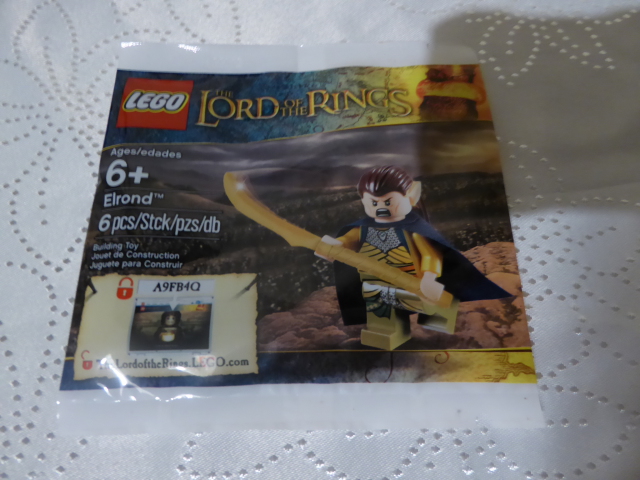 LEGO
THE LORD OF THE RINGS
Ages/edades
6+
Elrond™
6 pcs/Stck/pzs/db
Building Toy
Jouet de Construction
Juguete para Construir
A9FB4Q
TheLordoftheRings.LEGO.com